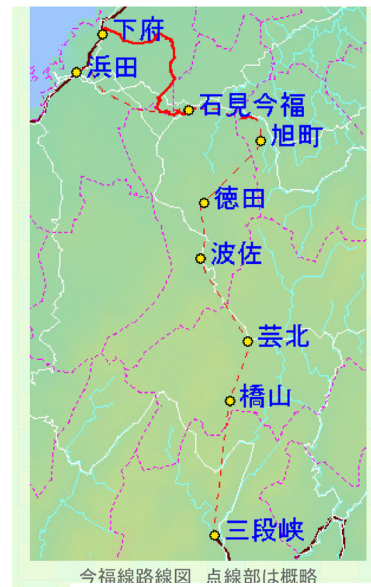 下府
浜田
石見今福
旭町
徳田
波佐
芸北
橋山
三段峡
今福線路線図 点線部は概略